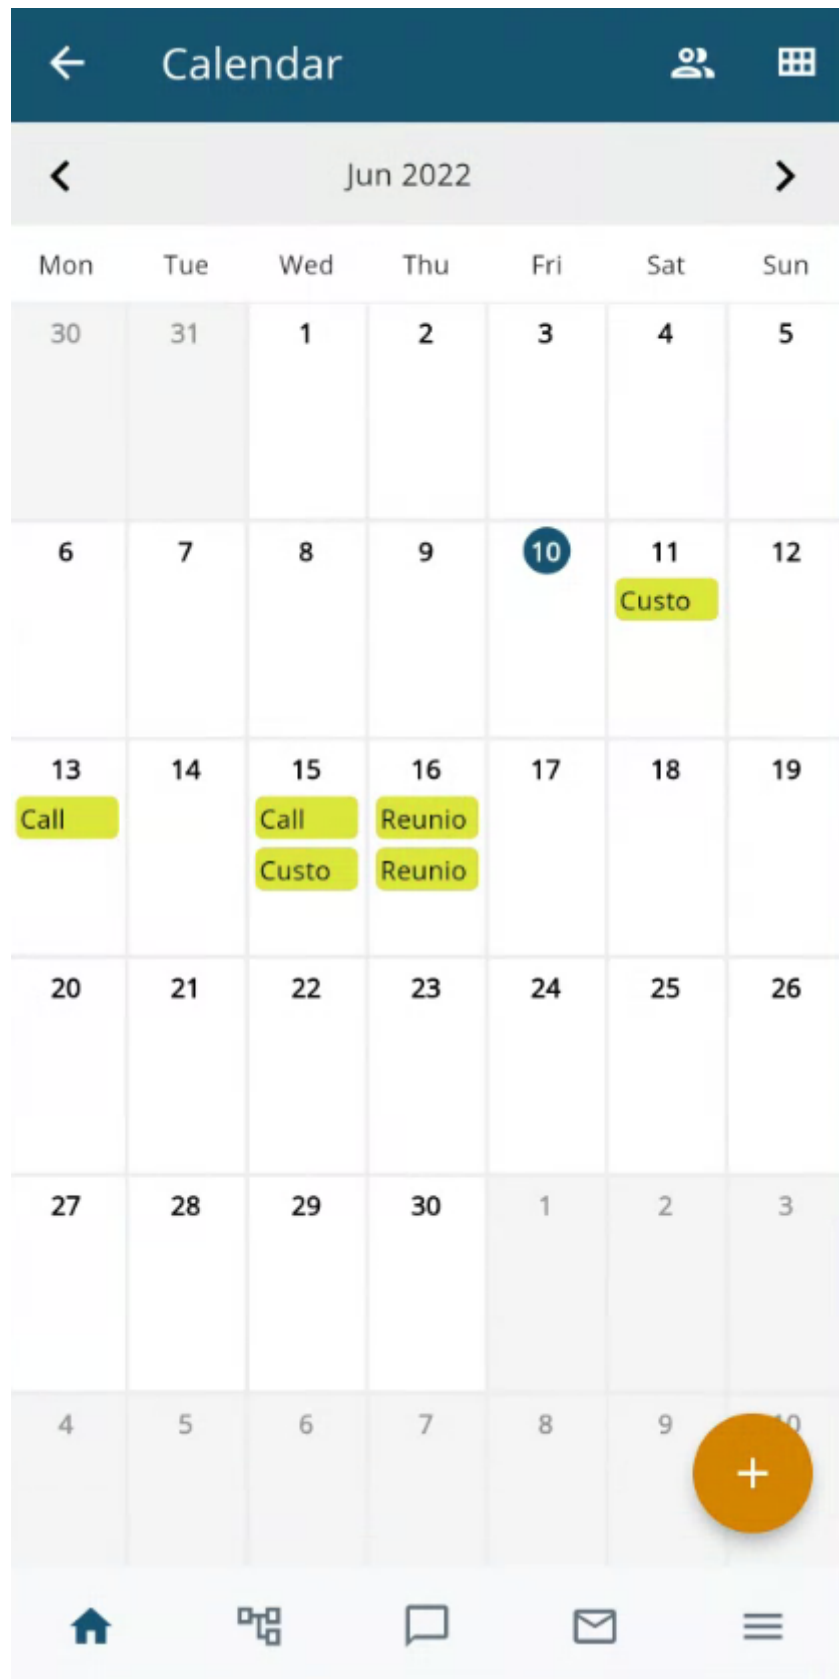 Calendar
Jun 2022
Mon Tue Wed Thu Fri Sat Sun
30 31 1 2 3 4 5
6 7 8 9 10 11 12
Custo
13 14 15 16 17 18 19
Call Call Reunio
Custo Reunio
20 21 22 23 24 25 26
27 28 29 30 1 2 3
4 5 6 7 8 9